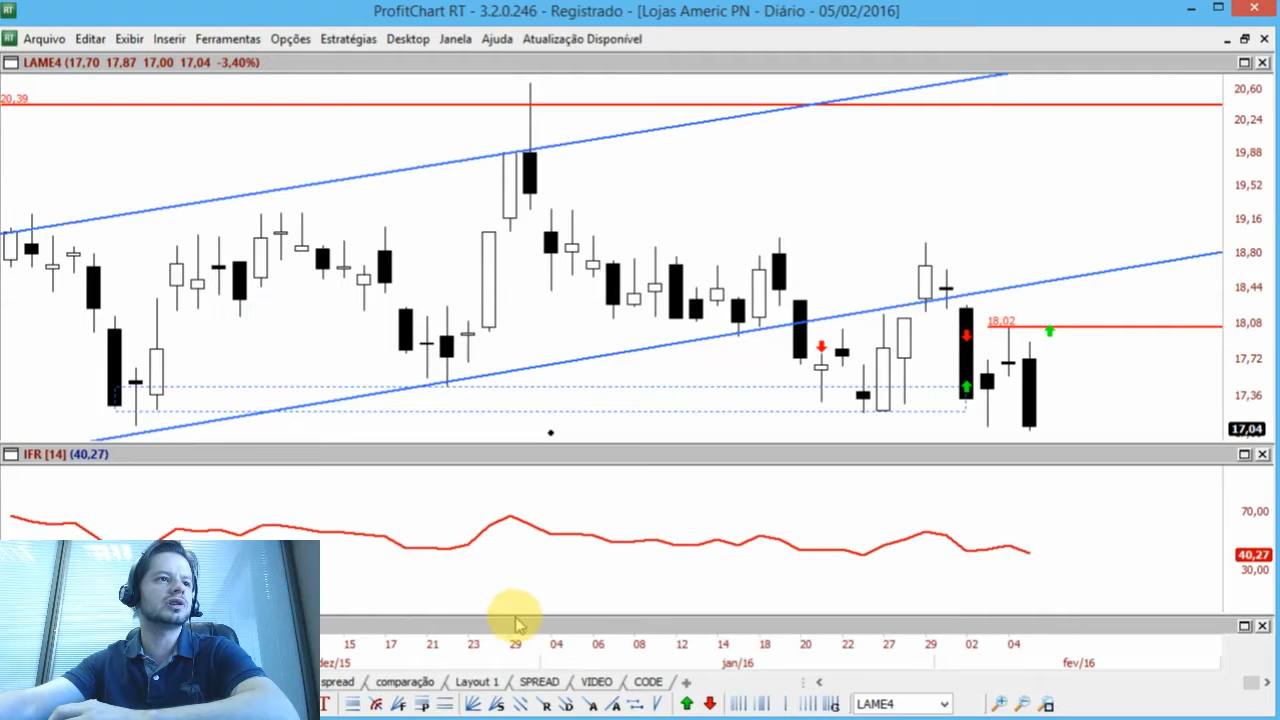 RT ProfitChart RT - 3.2.0.246 - Registrado - [Lojas Americ PN - Diário - 05/02/2016]
RT Arquivo Editar Exibir Inserir Ferramentas Opções Estratégias Desktop Janela Ajuda Atualização Disponível
LAME4 (17,70 17,87 17,00 17,04 -3,40%)
20,60
20,39
20,24
19,88
19,52
19,16
18,80
18,44
18,02
18,08
17,72
17,36
17,04
IFR [14] (40,27)
70,00
40,27
30,00
15 17 21 23 29 04 06 08 12 14 18 20 22 27 29 02 04
dez/15 jan/16 fev/16
spread comparação Layout 1 SPREAD VIDEO CODE
T F P S R D A A G LAME4